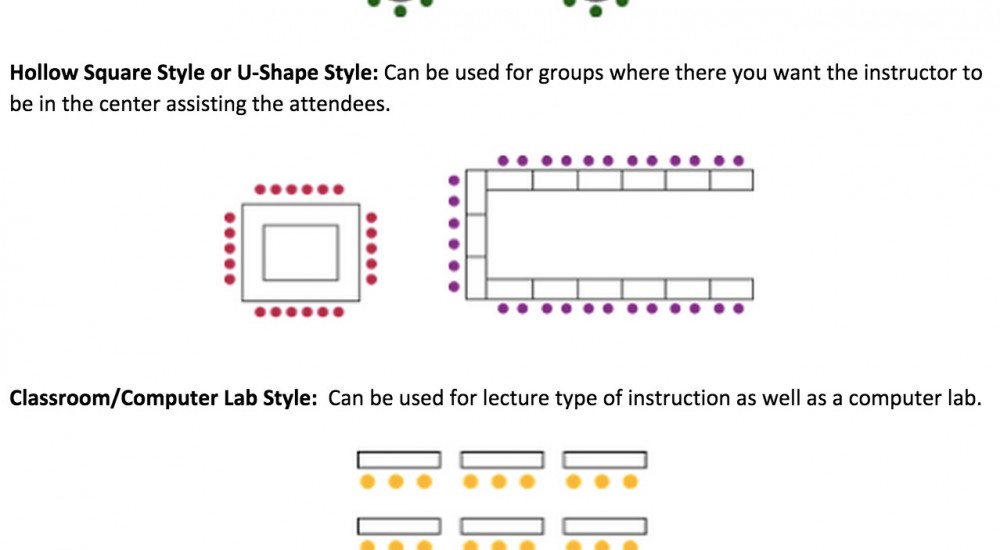 Hollow Square Style or U-Shape Style: Can be used for groups where there you want the instructor to
be in the center assisting the attendees.
Classroom/Computer Lab Style: Can be used for lecture type of instruction as well as a computer lab.